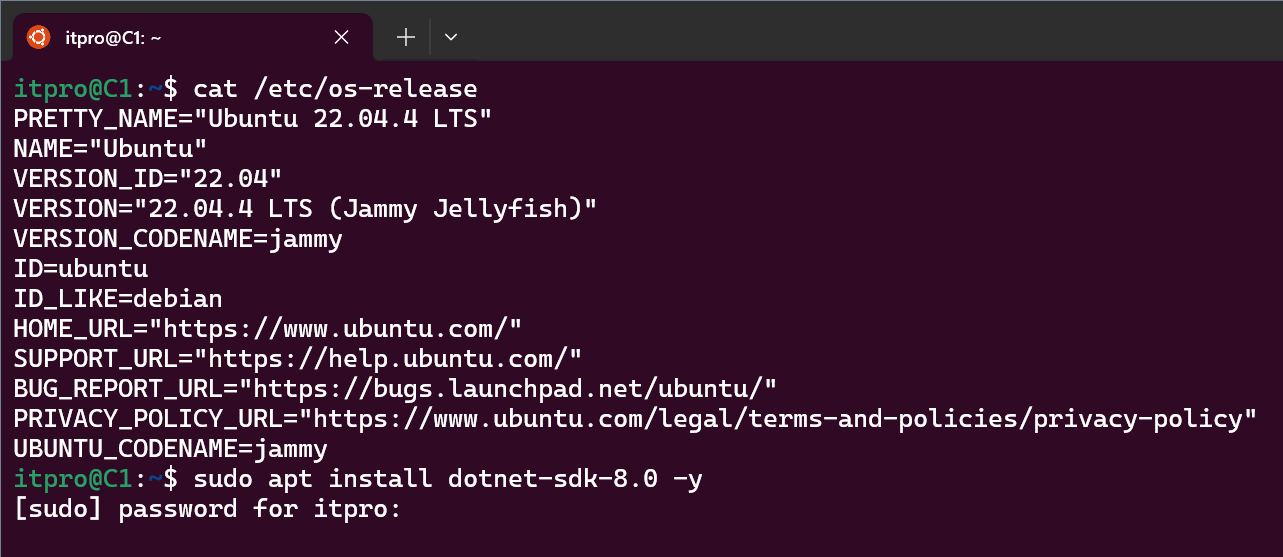 itpro@C1: ~
itpro@C1:~$ cat /etc/os-release
PRETTY_NAME="Ubuntu 22.04.4 LTS"
NAME="Ubuntu"
VERSION_ID="22.04"
VERSION="22.04.4 LTS (Jammy Jellyfish)"
VERSION_CODENAME=jammy
ID=ubuntu
ID_LIKE=debian
HOME_URL="https://www.ubuntu.com/"
SUPPORT_URL="https://help.ubuntu.com/"
BUG_REPORT_URL="https://bugs.launchpad.net/ubuntu/"
PRIVACY_POLICY_URL="https://www.ubuntu.com/legal/terms-and-policies/privacy-policy"
UBUNTU_CODENAME=jammy
itpro@C1:~$ sudo apt install dotnet-sdk-8.0 -y
[sudo] password for itpro: